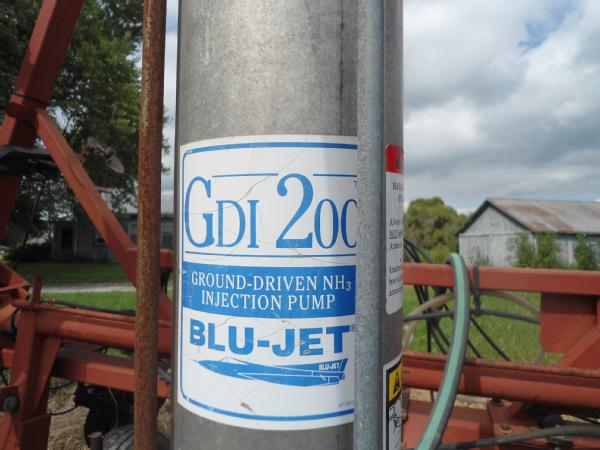 GDI 200
GROUND-DRIVEN NH3
INJECTION PUMP
BLU-JET®
BLU-JET